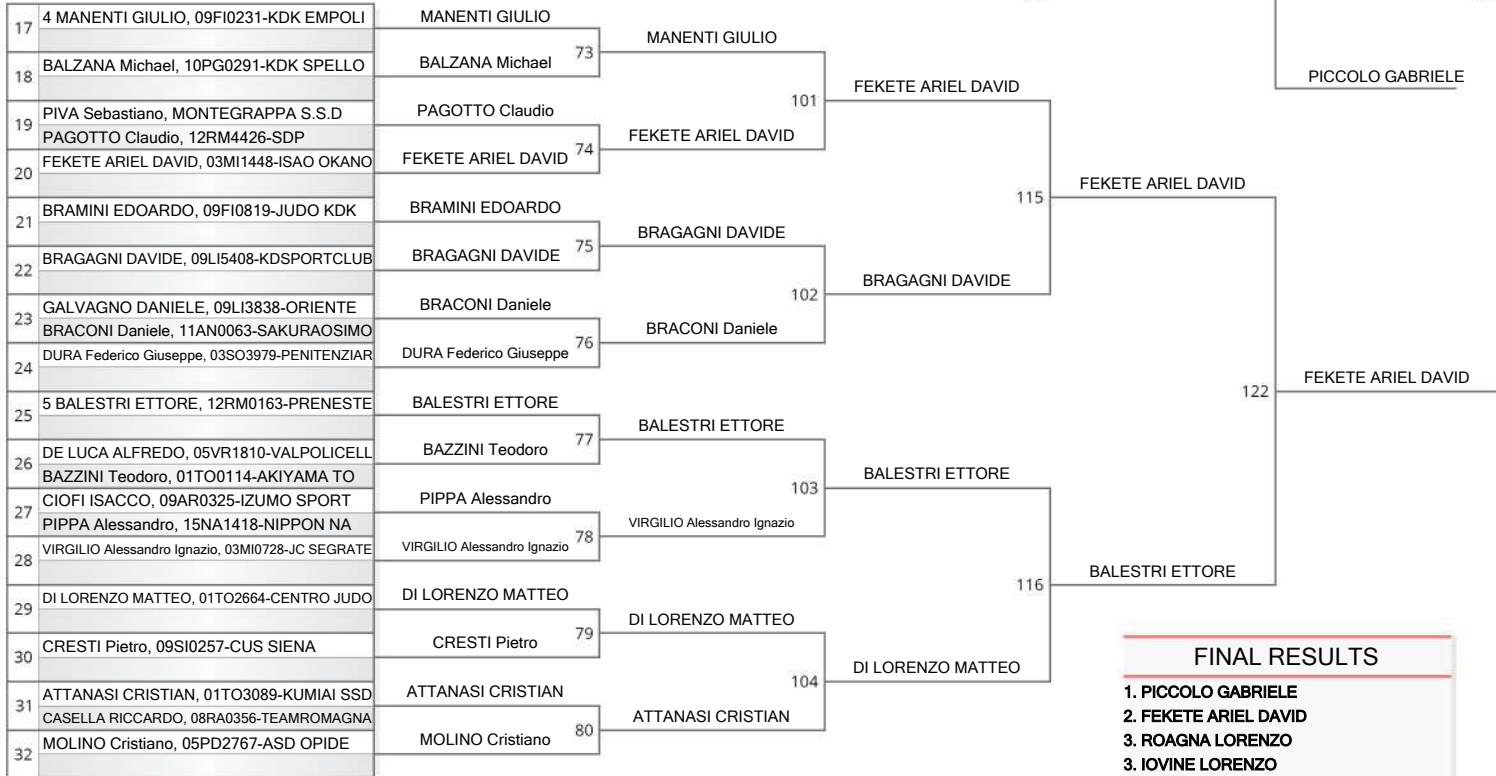 17
4 MANENTI GIULIO, 09FI0231-KDK EMPOLI
18
BALZANA Michael, 10PG0291-KDK SPELLO
19
PIVA Sebastiano, MONTEGRAPPA S.S.D
PAGOTTO Claudio, 12RM4426-SDP
20
FEKETE ARIEL DAVID, 03MI1448-ISAO OKANO
21
BRAMINI EDOARDO, 09FI0819-JUDO KDK
22
BRAGAGNI DAVIDE, 09LI5408-KDSPORTCLUB
23
GALVAGNO DANIELE, 09LI3838-ORIENTE
BRACONI Daniele, 11AN0063-SAKURAOSIMO
24
DURA Federico Giuseppe, 03SO3979-PENITENZIAR
25
5 BALESTRI ETTORE, 12RM0163-PRENESTE
26
DE LUCA ALFREDO, 05VR1810-VALPOLICELL
BAZZINI Teodoro, 01TO0114-AKIYAMA TO
27
CIOFI ISACCO, 09AR0325-IZUMO SPORT
PIPPA Alessandro, 15NA1418-NIPPON NA
28
VIRGILIO Alessandro Ignazio, 03MI0728-JC SEGRATE
29
DI LORENZO MATTEO, 01TO2664-CENTRO JUDO
30
CRESTI Pietro, 09SI0257-CUS SIENA
31
ATTANASI CRISTIAN, 01TO3089-KUMIAI SSD
CASELLA RICCARDO, 08RA0356-TEAMROMAGNA
32
MOLINO Cristiano, 05PD2767-ASD OPIDE
MANENTI GIULIO
73
BALZANA Michael
PAGOTTO Claudio
74
FEKETE ARIEL DAVID
BRAMINI EDOARDO
75
BRAGAGNI DAVIDE
BRACONI Daniele
76
DURA Federico Giuseppe
BALESTRI ETTORE
77
BAZZINI Teodoro
PIPPA Alessandro
78
VIRGILIO Alessandro Ignazio
DI LORENZO MATTEO
79
CRESTI Pietro
ATTANASI CRISTIAN
80
MOLINO Cristiano
MANENTI GIULIO
101
FEKETE ARIEL DAVID
BRAGAGNI DAVIDE
102
BRACONI Daniele
BALESTRI ETTORE
103
VIRGILIO Alessandro Ignazio
DI LORENZO MATTEO
104
ATTANASI CRISTIAN
FEKETE ARIEL DAVID
115
BRAGAGNI DAVIDE
BALESTRI ETTORE
116
DI LORENZO MATTEO
FEKETE ARIEL DAVID
122
BALESTRI ETTORE
PICCOLO GABRIELE
FEKETE ARIEL DAVID
FINAL RESULTS
1. PICCOLO GABRIELE
2. FEKETE ARIEL DAVID
3. ROAGNA LORENZO
3. IOVINE LORENZO